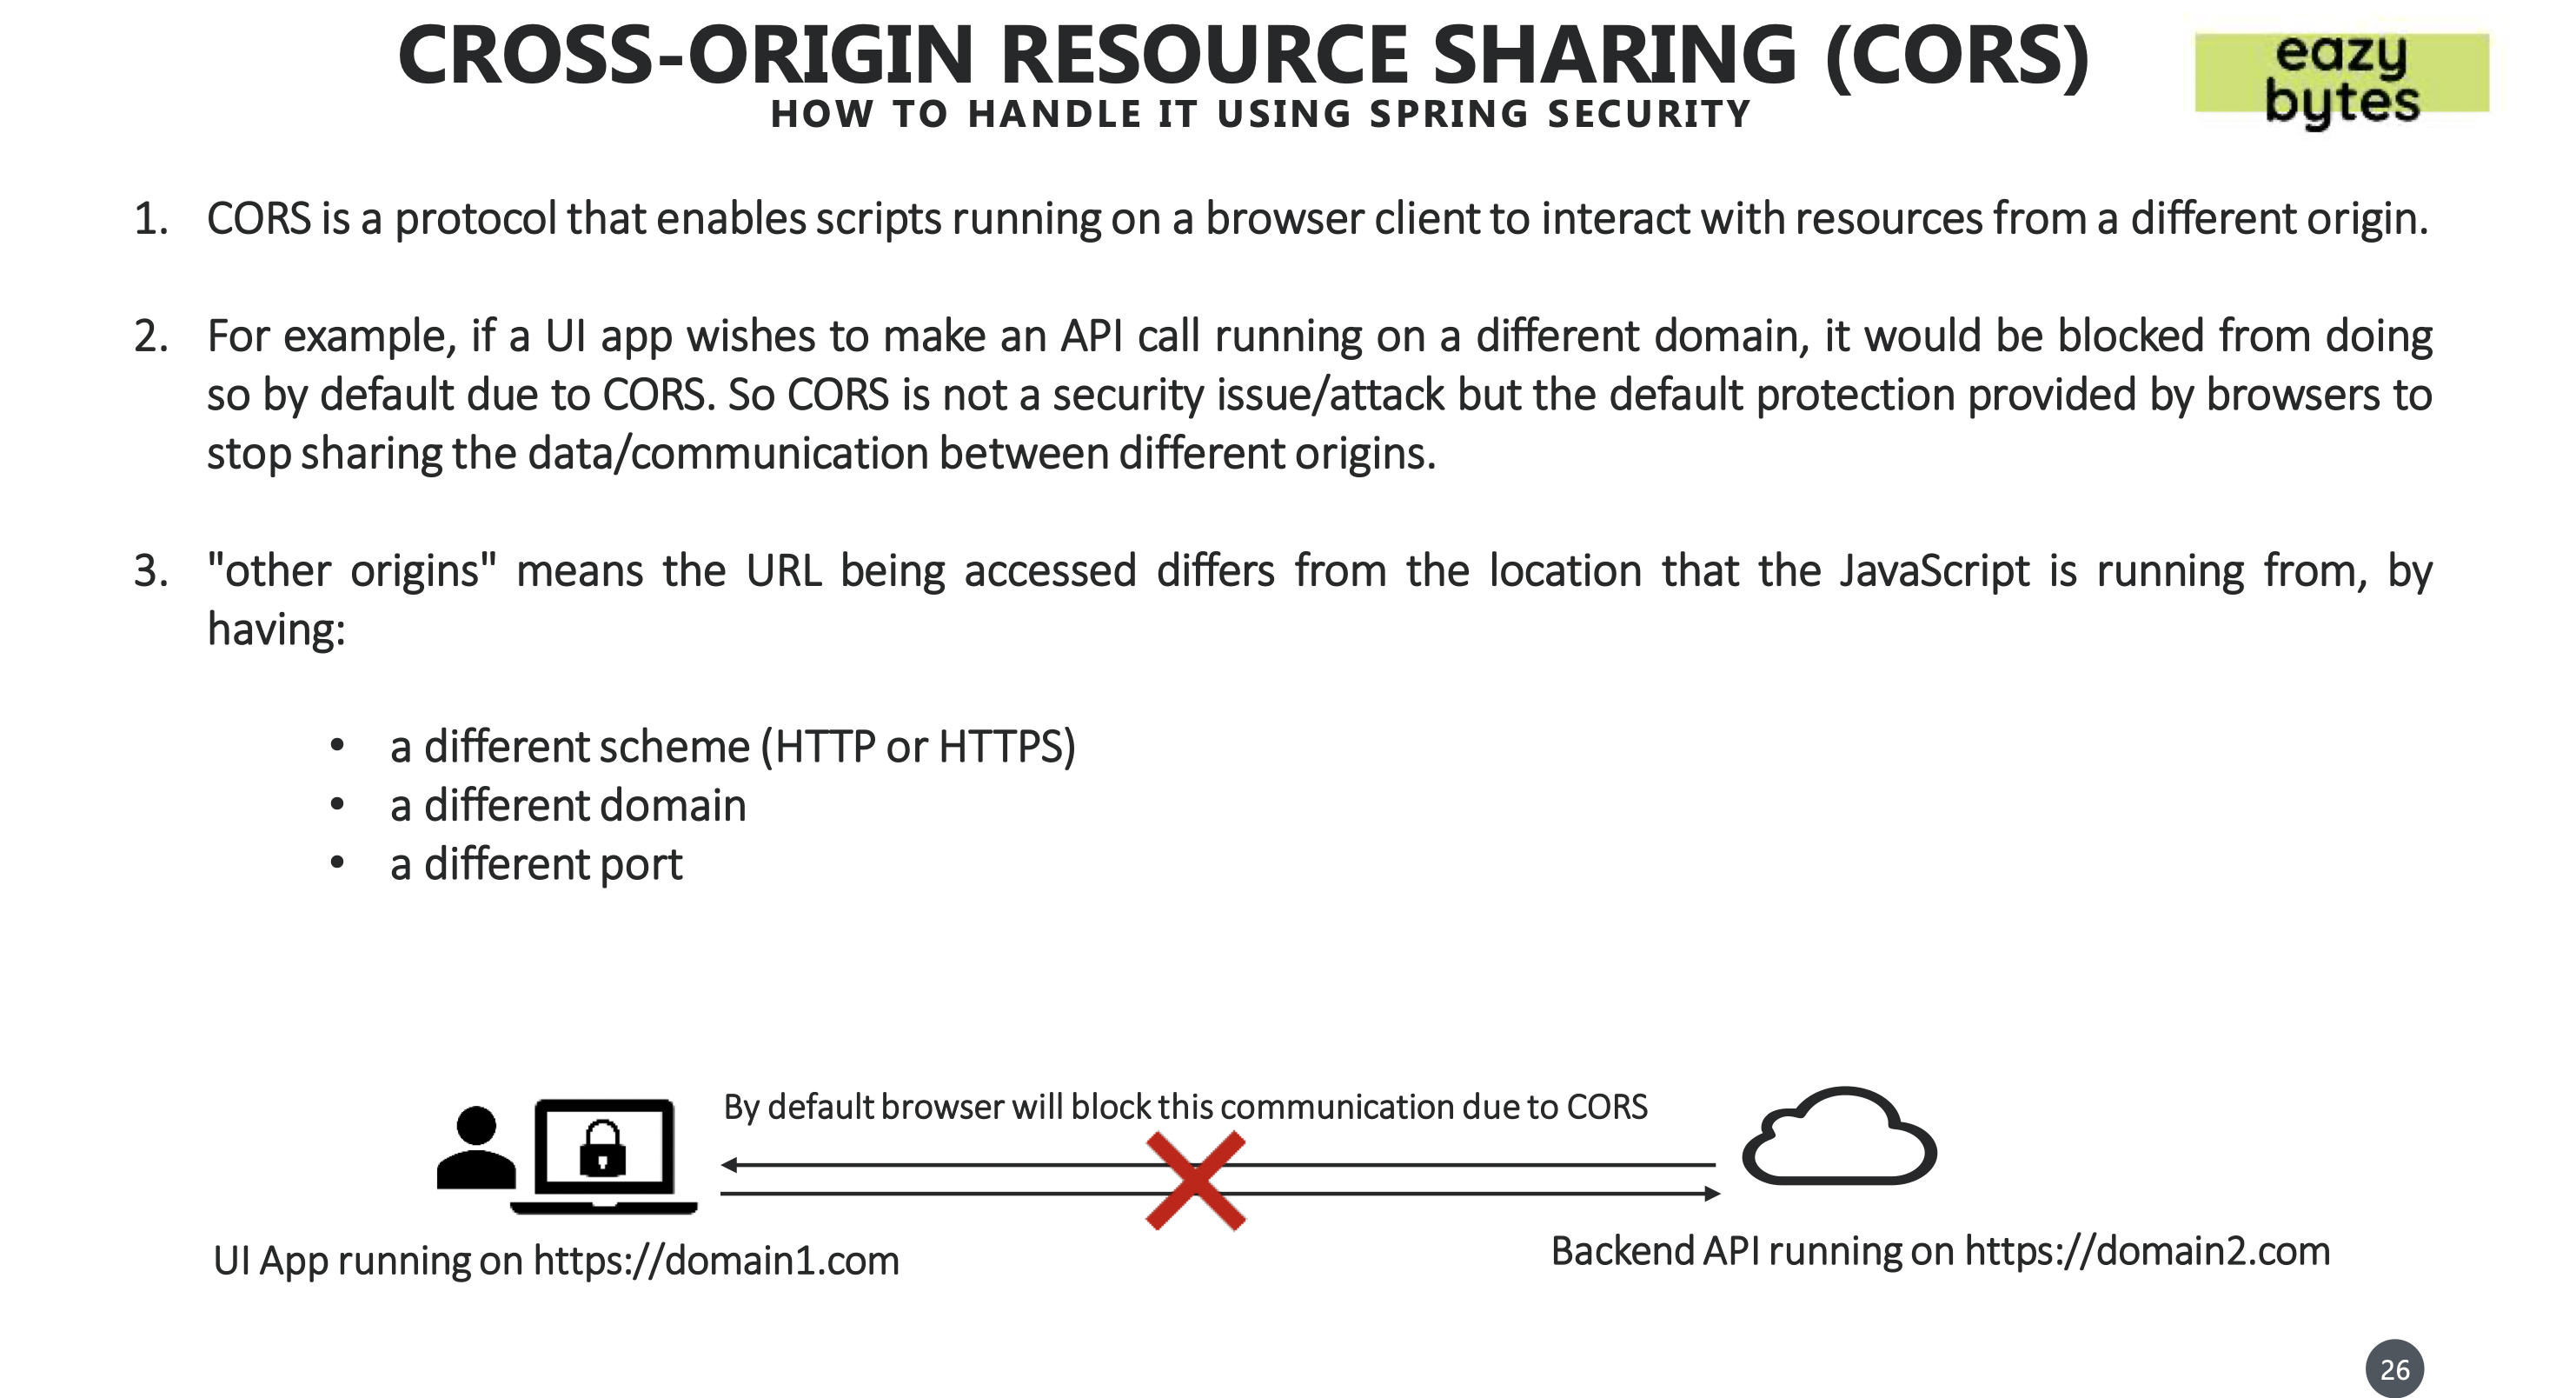 CROSS-ORIGIN RESOURCE SHARING (CORS)
HOW TO HANDLE IT USING SPRING SECURITY
eazy
bytes
1. CORS is a protocol that enables scripts running on a browser client to interact with resources from a different origin.
2. For example, if a UI app wishes to make an API call running on a different domain, it would be blocked from doing
so by default due to CORS. So CORS is not a security issue/attack but the default protection provided by browsers to
stop sharing the data/communication between different origins.
3. "other origins" means the URL being accessed differs from the location that the JavaScript is running from, by
having:
• a different scheme (HTTP or HTTPS)
• a different domain
• a different port
By default browser will block this communication due to CORS
UI App running on https://domain1.com
Backend API running on https://domain2.com
26